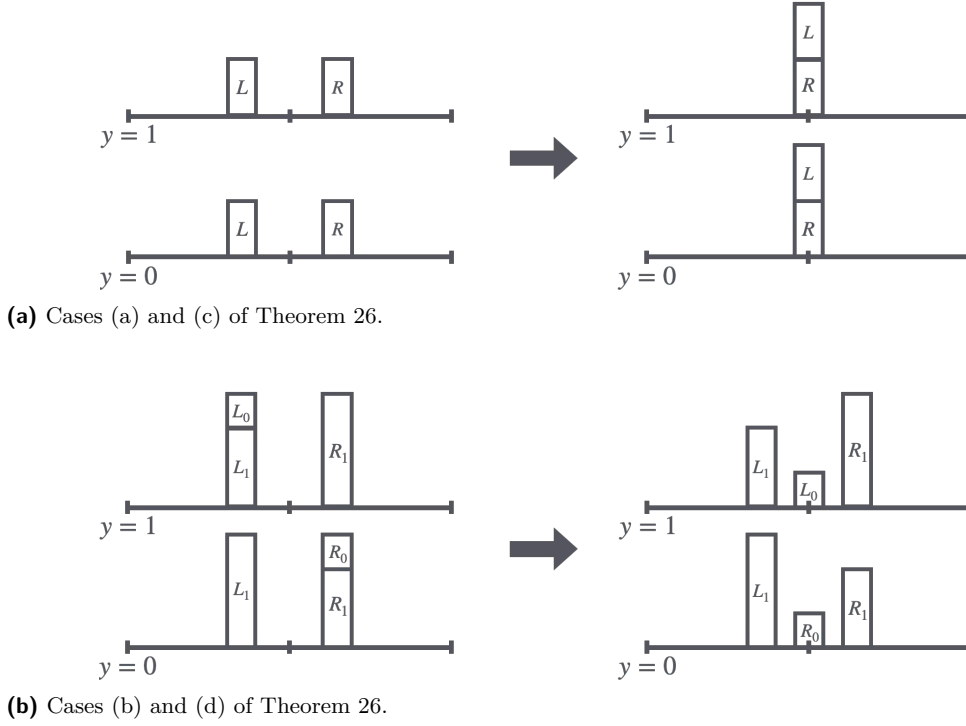 L R L
R
y = 1 y = 1
L R L
R
y = 0 y = 0
(a) Cases (a) and (c) of Theorem 26.
L₀ R₁ R₁
L₁ L₁ L₀
y = 1 y = 1
L₁ R₀ L₁ R₁
R₁ R₀
y = 0 y = 0
(b) Cases (b) and (d) of Theorem 26.